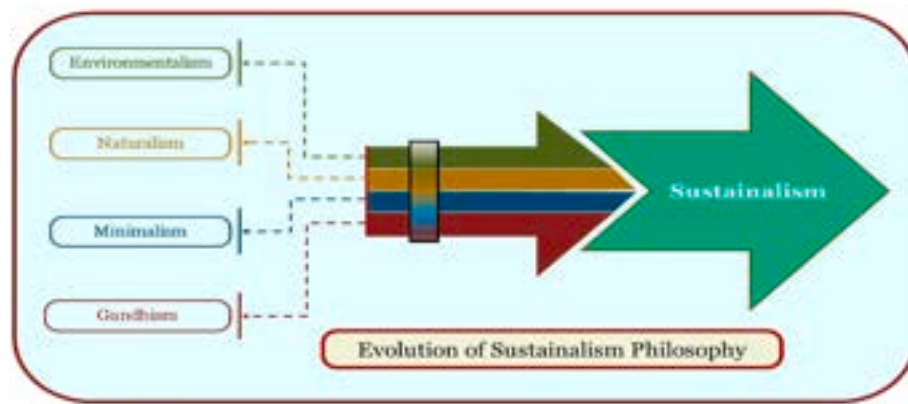 Environmentalism
Naturalism
Minimalism
Gandhism
Sustainalism
Evolution of Sustainalism Philosophy